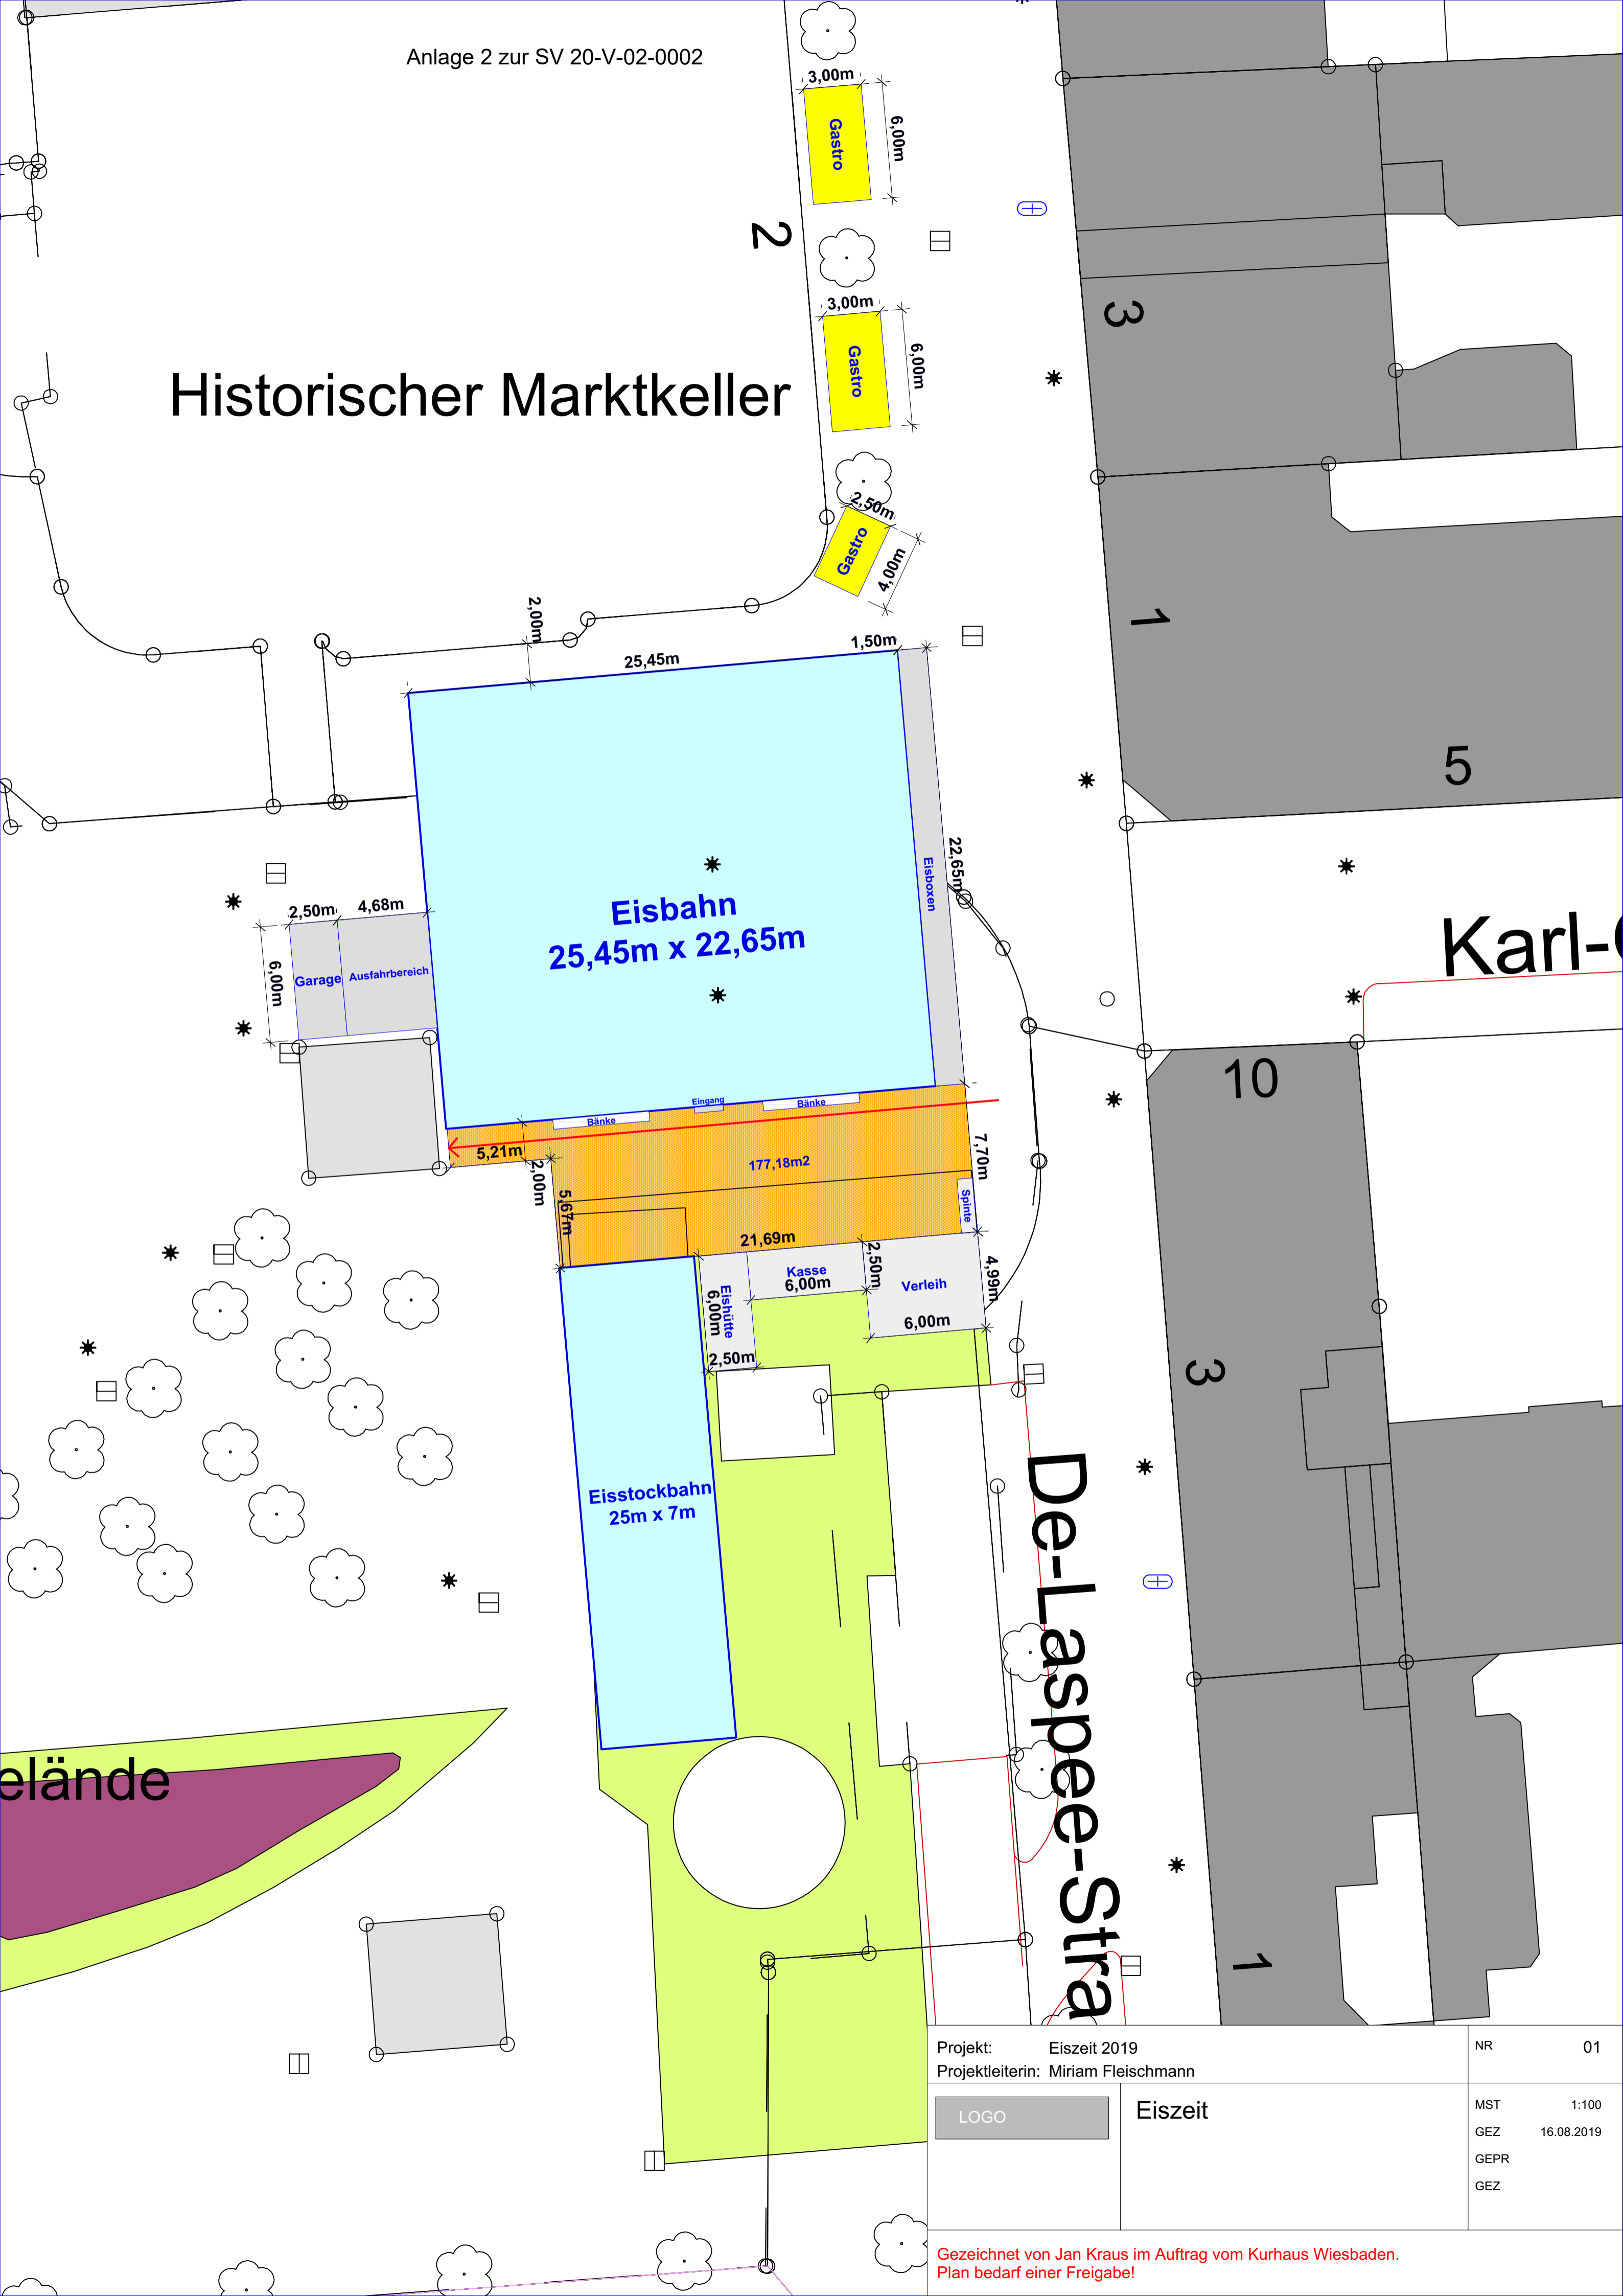 Anlage 2 zur SV 20-V-02-0002
3,00m
Gastro
6,00m
2
3,00m
Gastro
6,00m
3
Historischer Marktkeller
2,50m
Gastro
4,00m
2,00m
25,45m
1,50m
1
5
Eisboxen
22,65m
Eisbahn
25,45m x 22,65m
2,50m
4,68m
6,00m
Garage
Ausfahrbereich
Karl-
10
Eingang
Bänke
Bänke
5,21m
2,00m
177,18m2
7,70m
5,67m
Spinte
21,69m
2,50m
4,99m
Kasse
6,00m
Verleih
6,00m
Eishütte
6,00m
2,50m
3
Eisstockbahn
25m x 7m
De-Laspee-Stra
elände
1
Projekt: Eiszeit 2019
Projektleiterin: Miriam Fleischmann
NR 01
LOGO
Eiszeit
MST 1:100
GEZ 16.08.2019
GEPR
GEZ
Gezeichnet von Jan Kraus im Auftrag vom Kurhaus Wiesbaden.
Plan bedarf einer Freigabe!